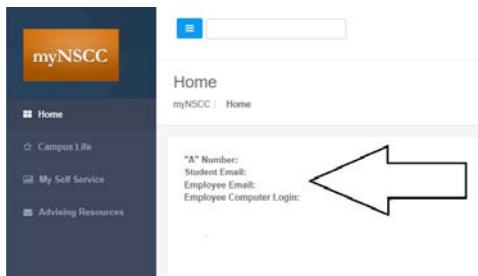 myNSCC
Home
myNSCC / Home
Home
Campus Life
My Self Service
Advising Resources
"A" Number:
Student Email:
Employee Email:
Employee Computer Login: